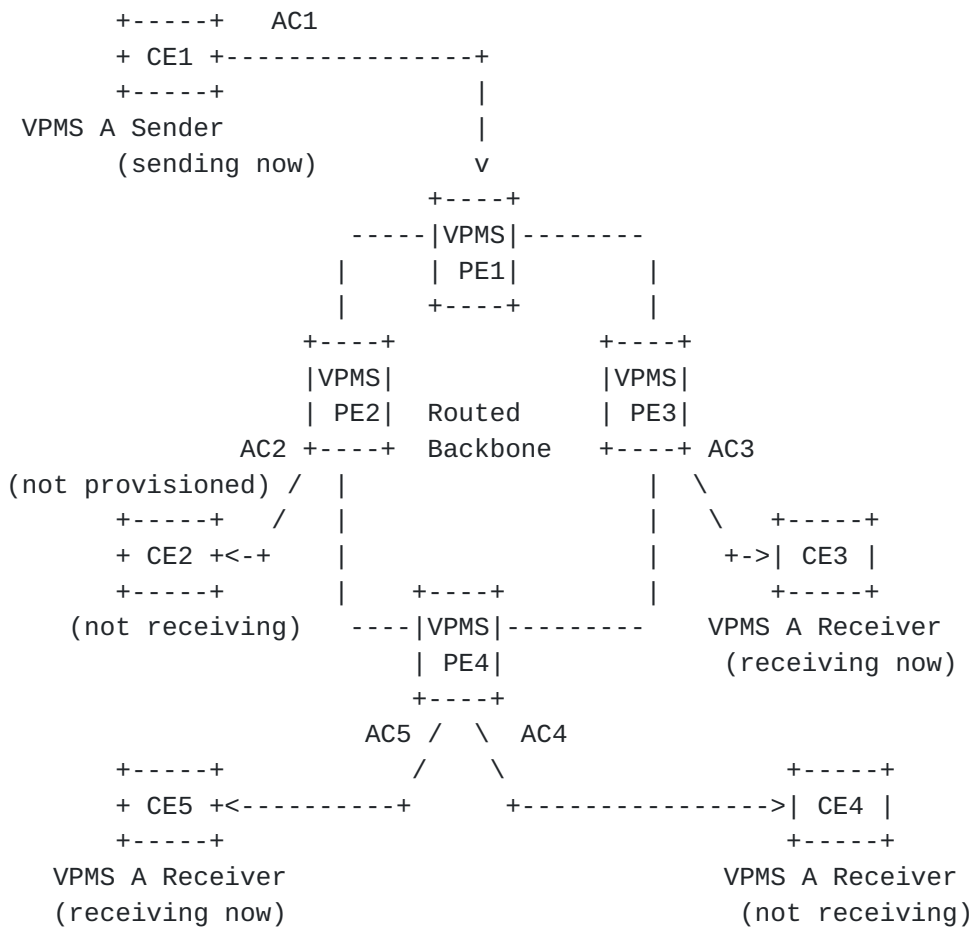 AC1
CE1
VPMS A Sender
(sending now)
VPMS
PE1
VPMS VPMS
PE2 Routed PE3
AC2 Backbone AC3
(not provisioned)
CE2 CE3
(not receiving) VPMS VPMS A Receiver
PE4 (receiving now)
AC5 AC4
CE5 CE4
VPMS A Receiver VPMS A Receiver
(receiving now) (not receiving)